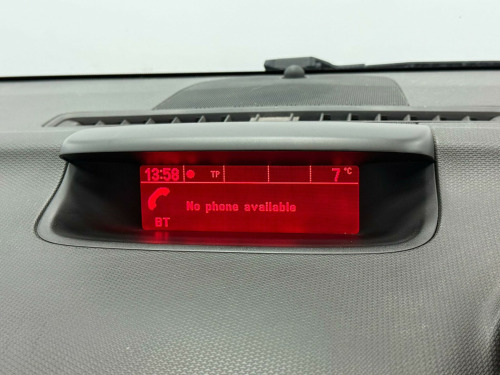 13:58 TP 7 °C
No phone available
BT